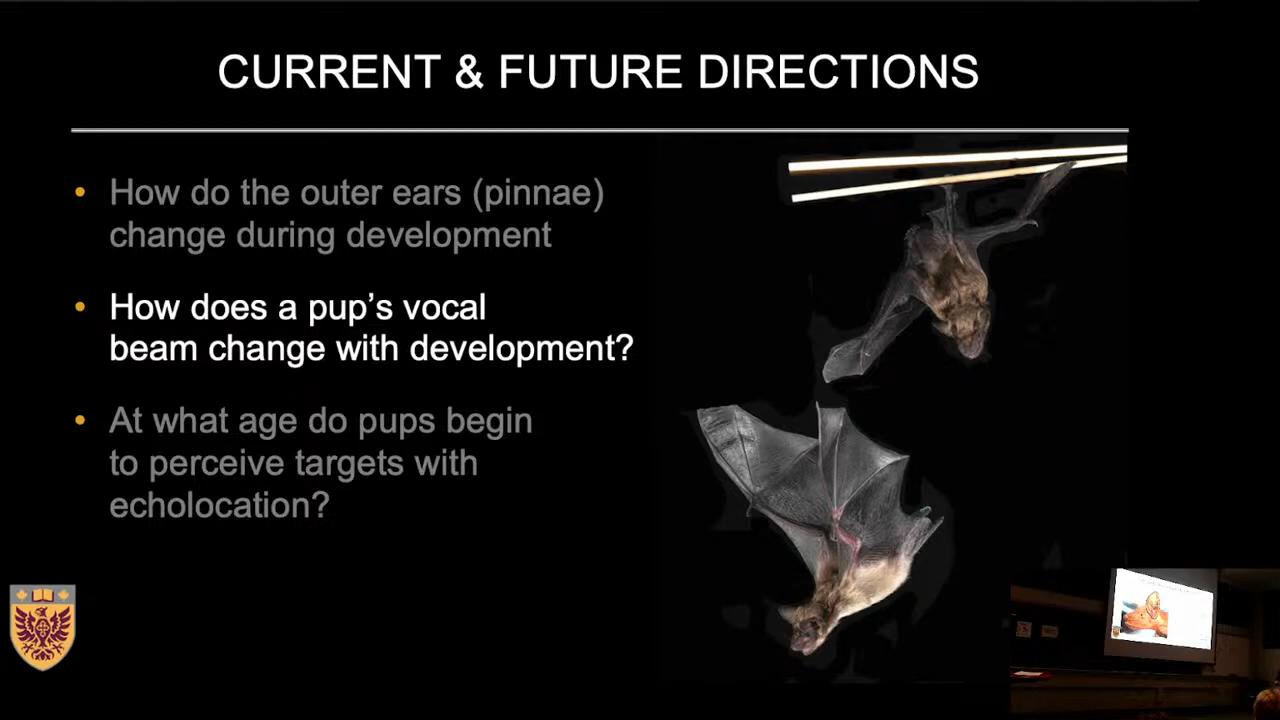 CURRENT & FUTURE DIRECTIONS
• How do the outer ears (pinnae)
change during development
• How does a pup’s vocal
beam change with development?
• At what age do pups begin
to perceive targets with
echolocation?